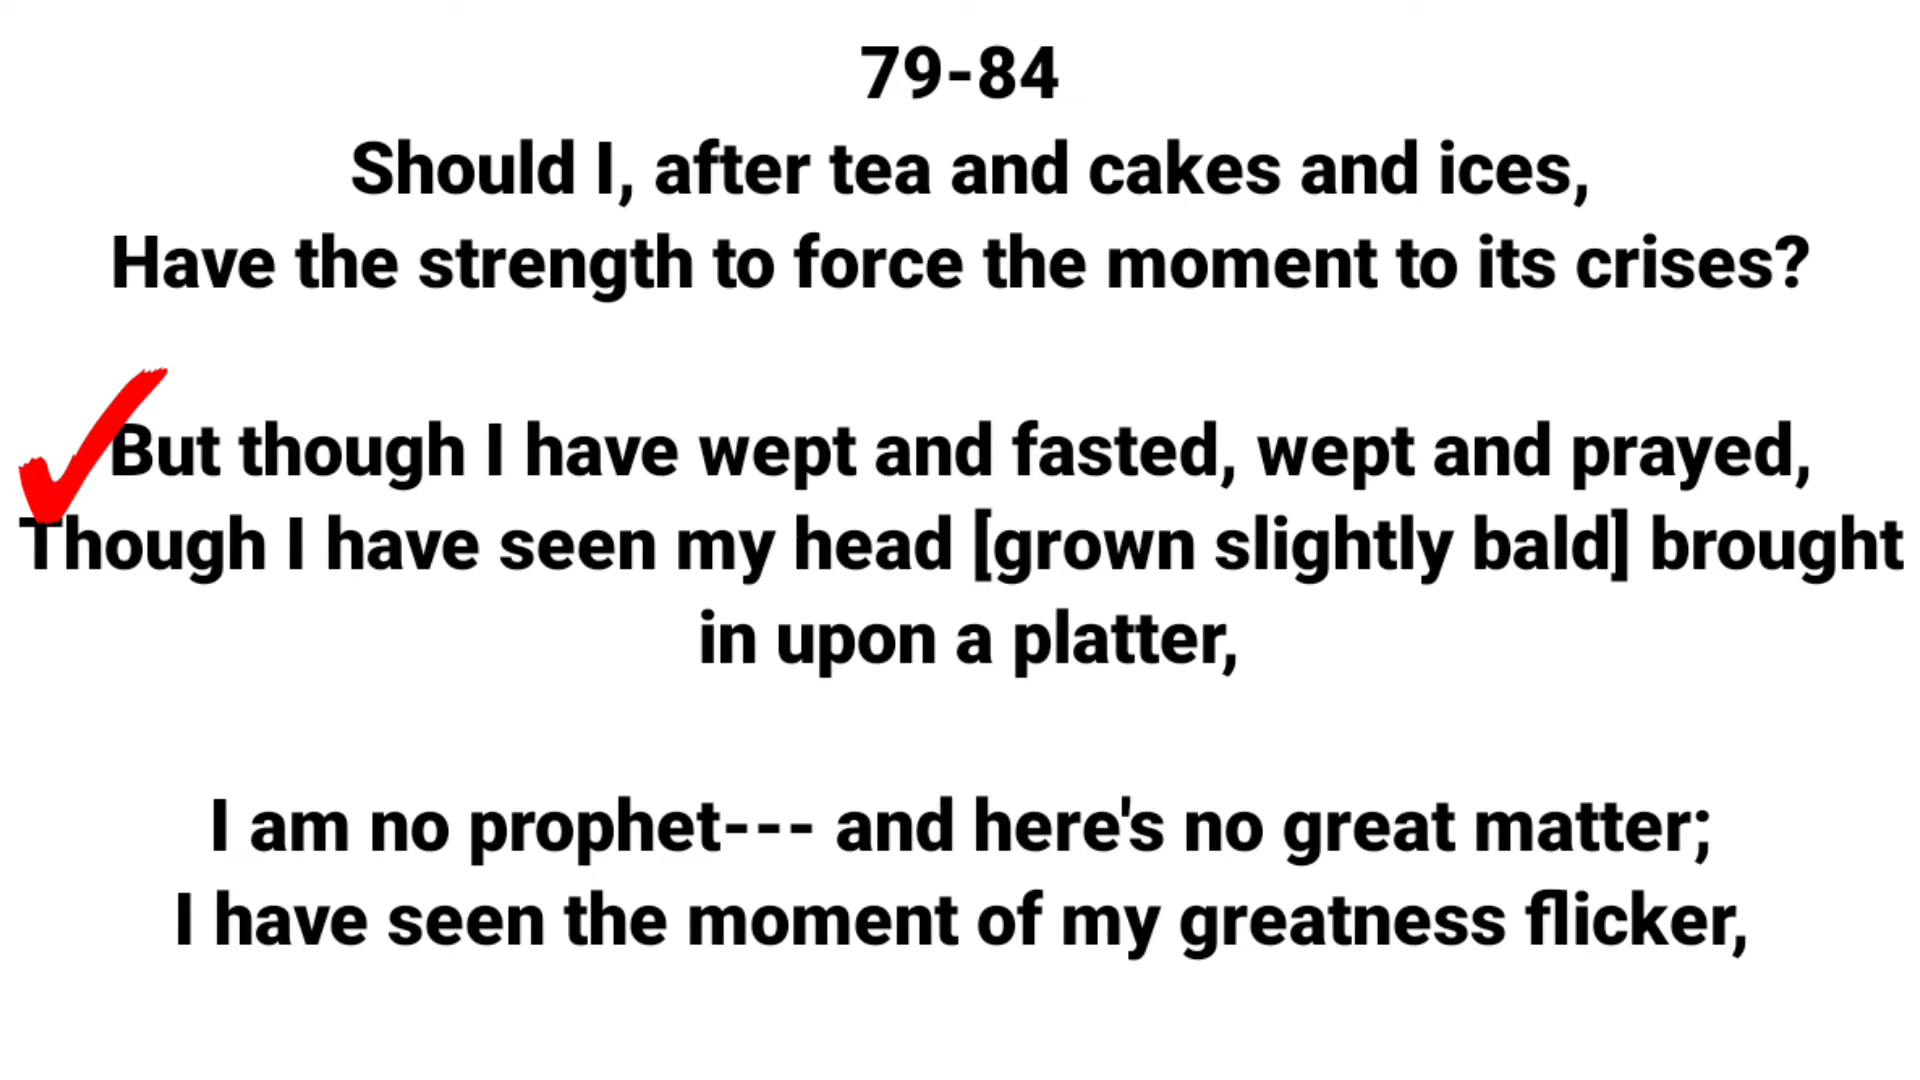 79-84
Should I, after tea and cakes and ices,
Have the strength to force the moment to its crises?
But though I have wept and fasted, wept and prayed,
Though I have seen my head [grown slightly bald] brought
in upon a platter,
I am no prophet--- and here's no great matter;
I have seen the moment of my greatness flicker,